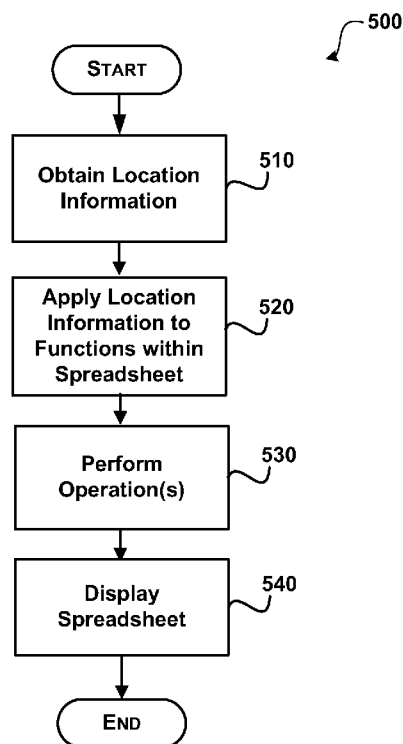 500
START
Obtain Location
Information
510
Apply Location
Information to
Functions within
Spreadsheet
520
Perform
Operation(s)
530
Display
Spreadsheet
540
END